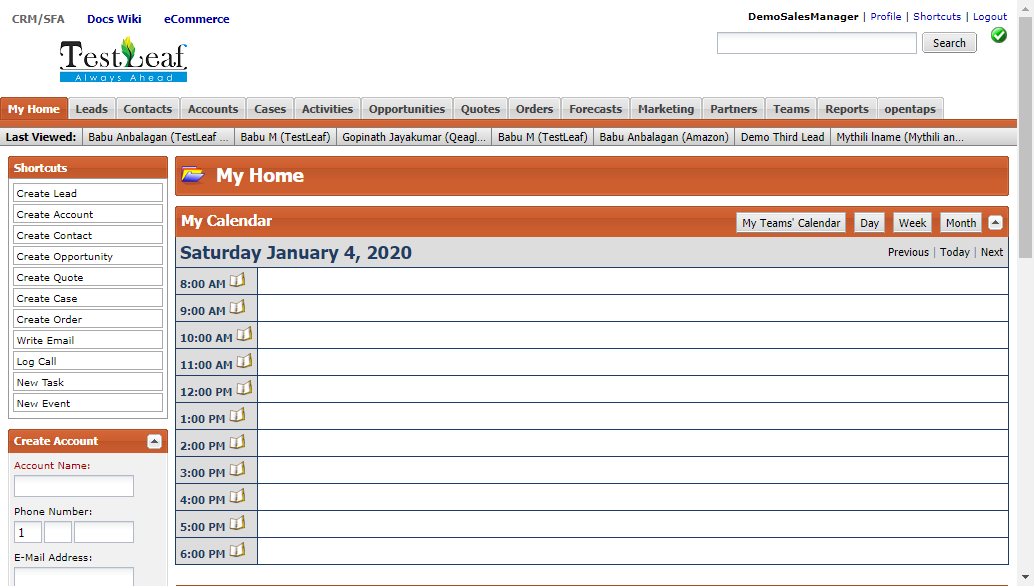 CRM/SFA Docs Wiki eCommerce
DemoSalesManager | Profile | Shortcuts | Logout
TestLeaf
Always Ahead
Search
My Home Leads Contacts Accounts Cases Activities Opportunities Quotes Orders Forecasts Marketing Partners Teams Reports opentaps
Last Viewed: Babu Anbalagan (TestLeaf ... Babu M (TestLeaf) Gopinath Jayakumar (Qeagl... Babu M (TestLeaf) Babu Anbalagan (Amazon) Demo Third Lead Mythili lname (Mythili an...
Shortcuts
Create Lead
Create Account
Create Contact
Create Opportunity
Create Quote
Create Case
Create Order
Write Email
Log Call
New Task
New Event
Create Account
Account Name:
Phone Number:
1
E-Mail Address:
My Home
My Calendar My Teams' Calendar Day Week Month
Saturday January 4, 2020 Previous | Today | Next
8:00 AM
9:00 AM
10:00 AM
11:00 AM
12:00 PM
1:00 PM
2:00 PM
3:00 PM
4:00 PM
5:00 PM
6:00 PM